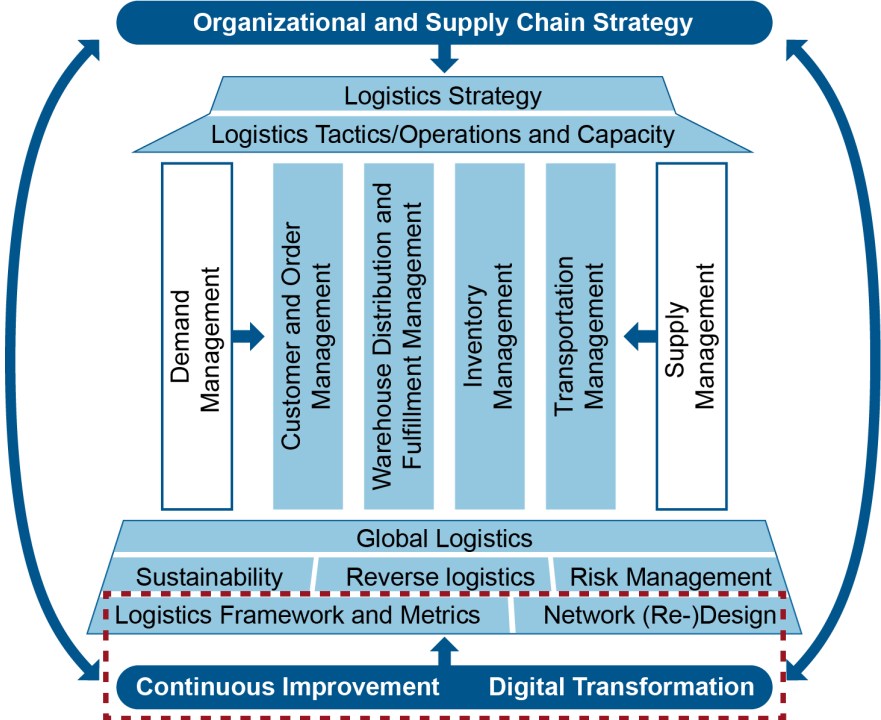 Organizational and Supply Chain Strategy
Logistics Strategy
Logistics Tactics/Operations and Capacity
Demand
Management
Customer and Order
Management
Warehouse Distribution and
Fulfillment Management
Inventory
Management
Transportation
Management
Supply
Management
Global Logistics
Sustainability
Reverse logistics
Risk Management
Logistics Framework and Metrics
Network (Re-)Design
Continuous Improvement
Digital Transformation